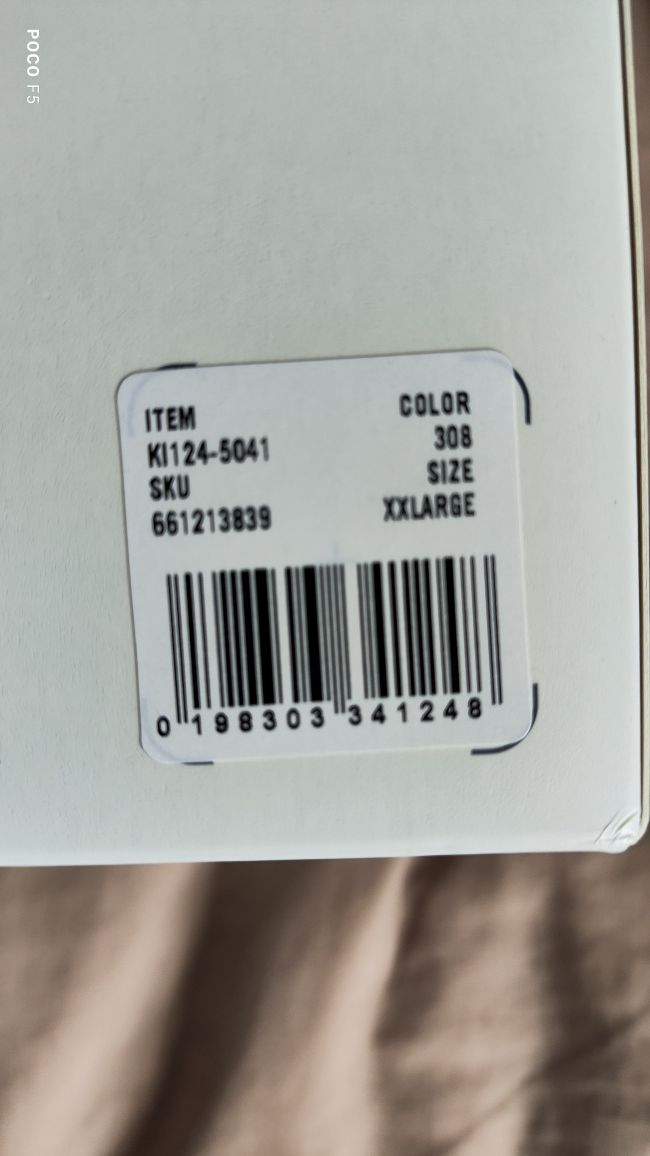 POCO F5
ITEM
KI124-5041
SKU
661213839
COLOR
308
SIZE
XXLARGE
0 198303 341248